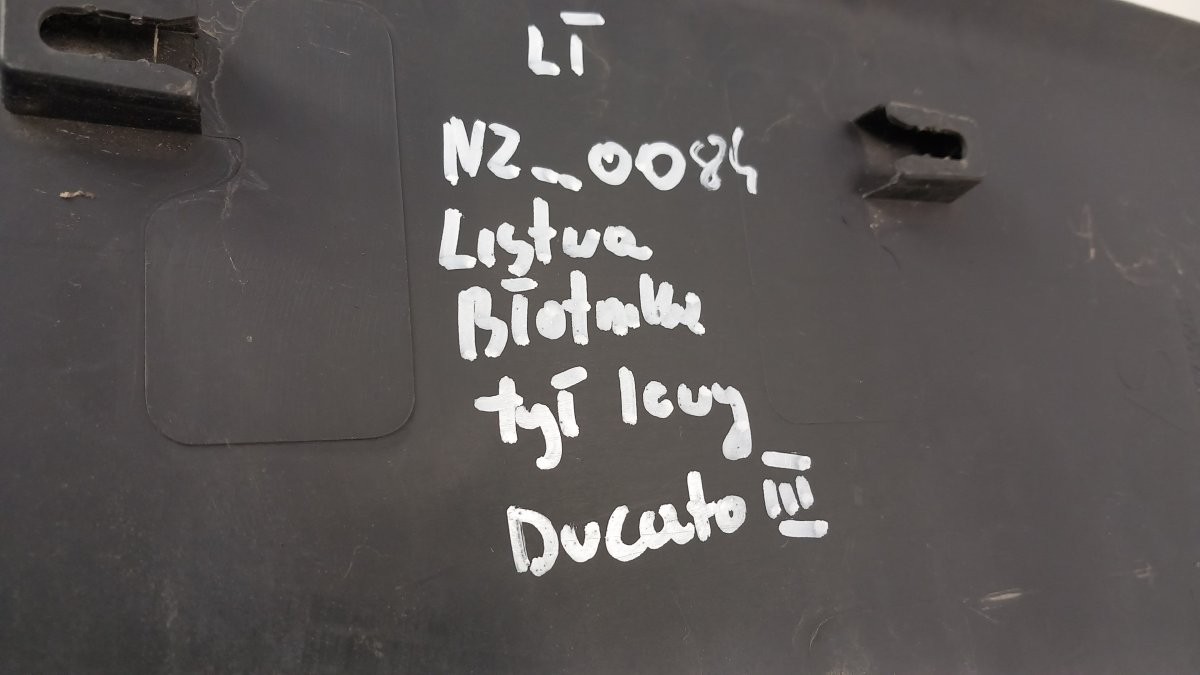 LT
NZ_0084
Listwa
Błotnika
tył lewy
Ducato III